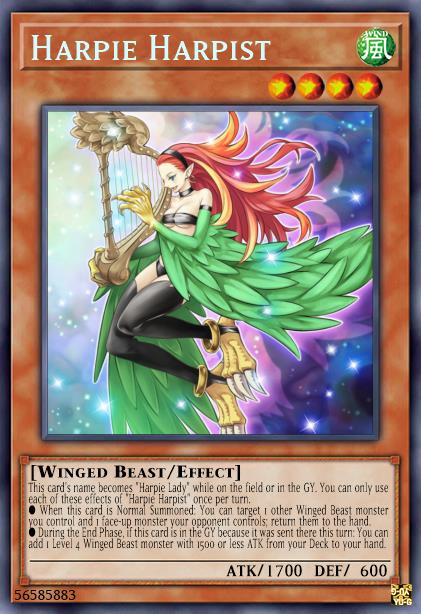 Harpie Harpist
WIND
風
[Winged Beast/Effect]
This card's name becomes "Harpie Lady" while on the field or in the GY. You can only use
each of these effects of "Harpie Harpist" once per turn.
● When this card is Normal Summoned: You can target 1 other Winged Beast monster
you control and 1 face-up monster your opponent controls; return them to the hand.
● During the End Phase, if this card is in the GY because it was sent there this turn: You can
add 1 Level 4 Winged Beast monster with 1500 or less ATK from your Deck to your hand.
ATK/1700 DEF/ 600
56585883